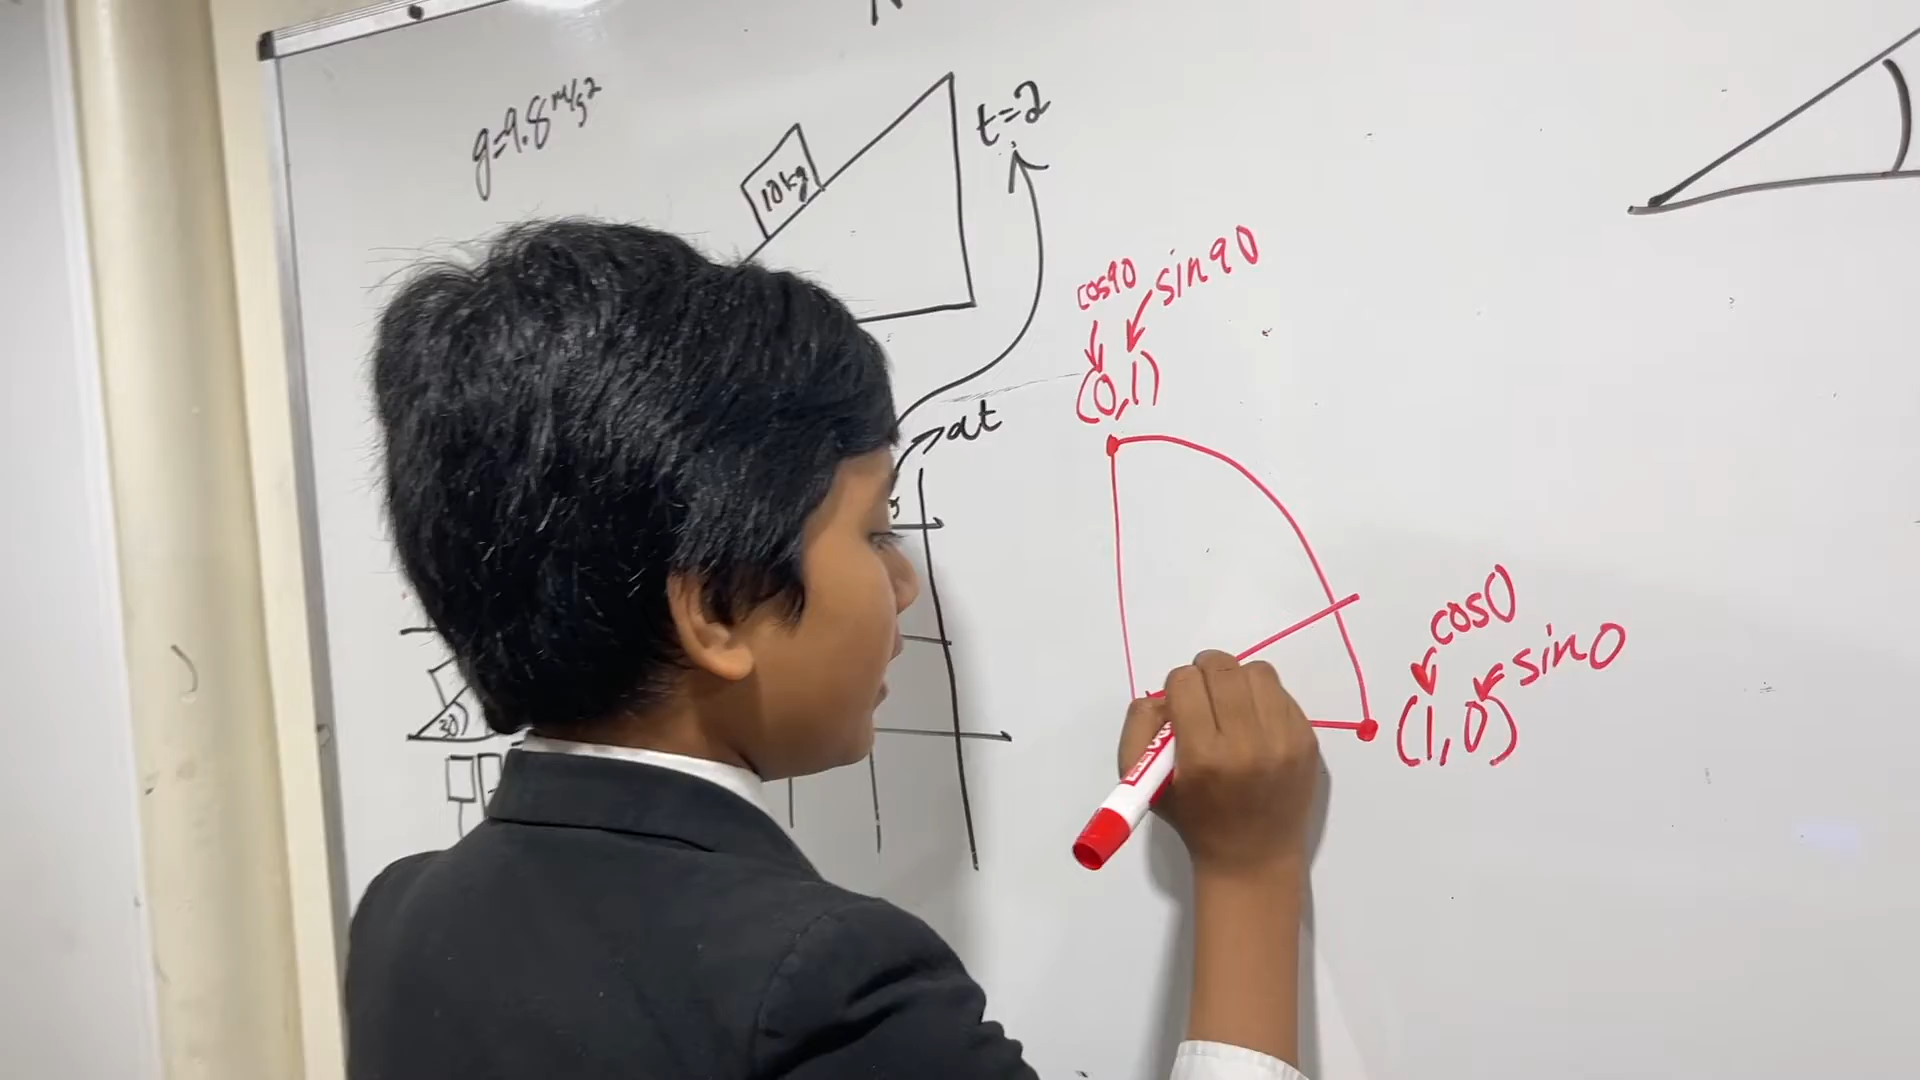 g=9.8m/s²
10kg
t=2
cos90
sin90
(0,1)
at
cos0
sin0
(1,0)
30